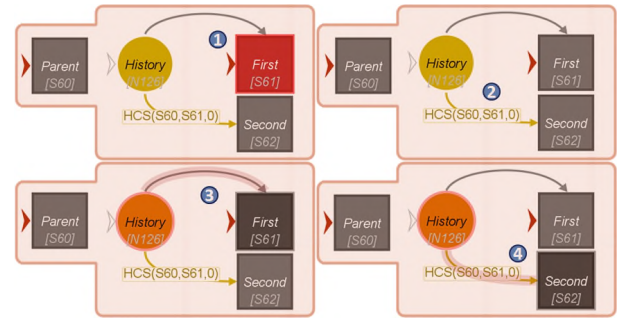 1
Parent
[S60]
History
[N126]
First
[S61]
HCS(S60,S61,0)
Second
[S62]
2
Parent
[S60]
History
[N126]
First
[S61]
HCS(S60,S61,0)
Second
[S62]
3
Parent
[S60]
History
[N126]
First
[S61]
HCS(S60,S61,0)
Second
[S62]
Parent
[S60]
History
[N126]
First
[S61]
4
HCS(S60,S61,0)
Second
[S62]